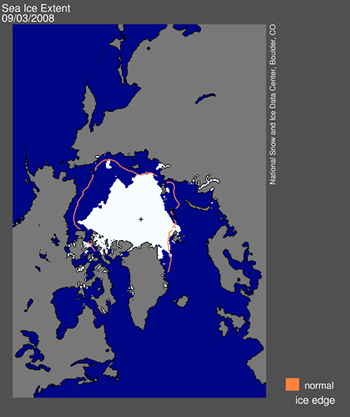 Sea Ice Extent
09/03/2008
National Snow and Ice Data Center, Boulder, CO
normal
ice edge